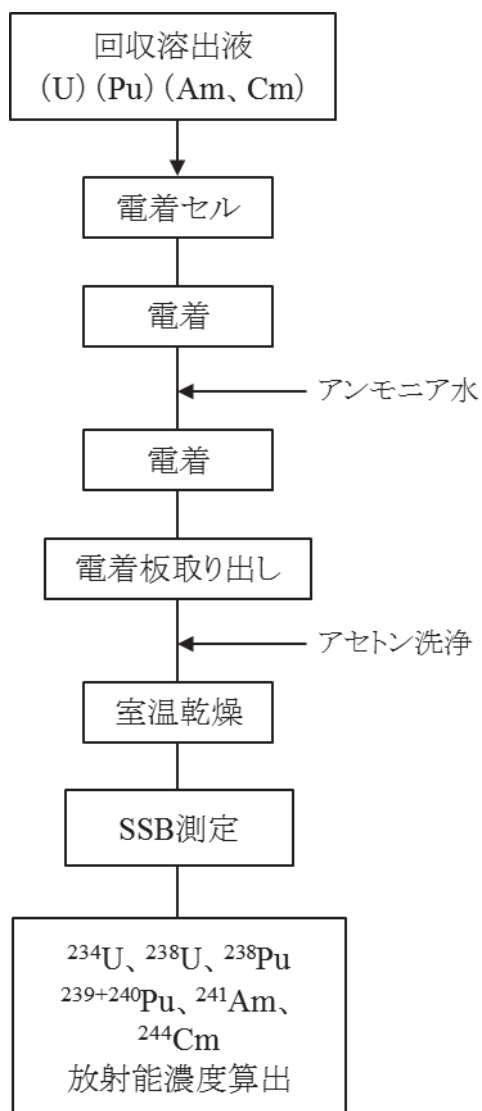 回収溶出液
(U) (Pu) (Am、Cm)
電着セル
電着
アンモニア水
電着
電着板取り出し
アセトン洗浄
室温乾燥
SSB測定
²³⁴U、²³⁸U、²³⁸Pu
²³⁹⁺²⁴⁰Pu、²⁴¹Am、
²⁴⁴Cm
放射能濃度算出